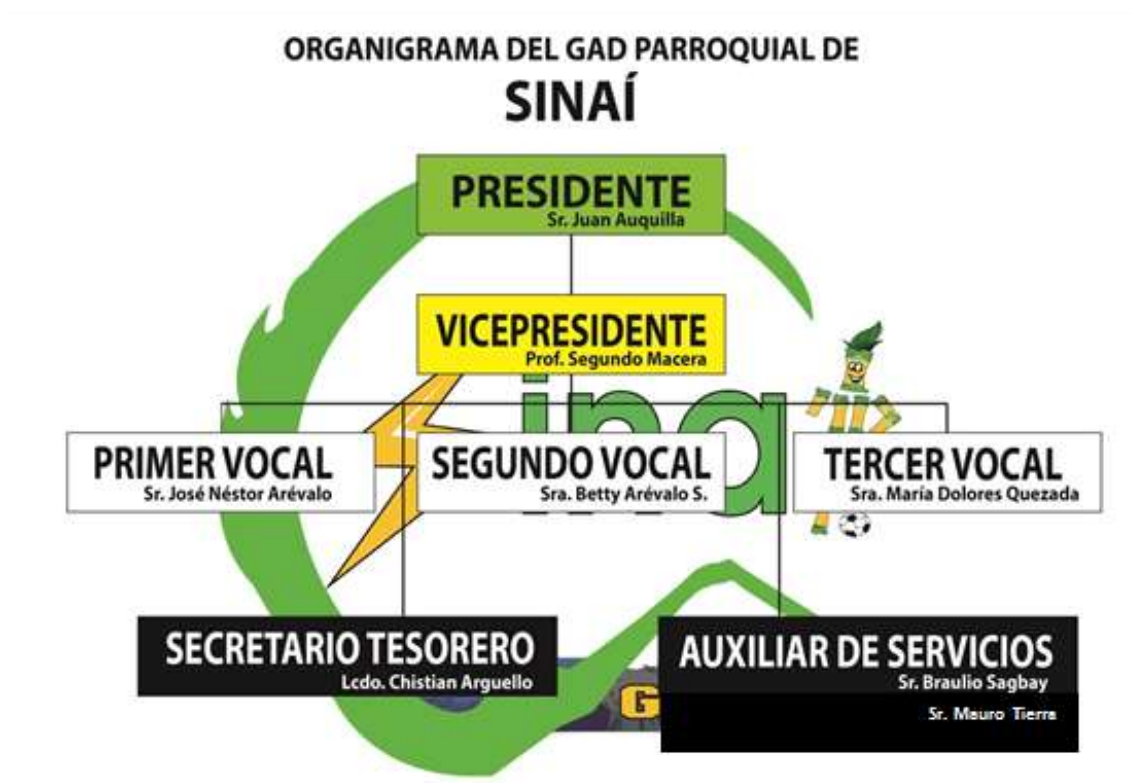 ORGANIGRAMA DEL GAD PARROQUIAL DE
SINAÍ
PRESIDENTE
Sr. Juan Auquilla
VICEPRESIDENTE
Prof. Segundo Macera
PRIMER VOCAL
Sr. José Néstor Arévalo
SEGUNDO VOCAL
Sra. Betty Arévalo S.
TERCER VOCAL
Sra. María Dolores Quezada
SECRETARIO TESORERO
Lcdo. Chistian Arguello
AUXILIAR DE SERVICIOS
Sr. Braulio Sagbay
Sr. Mauro Tierra